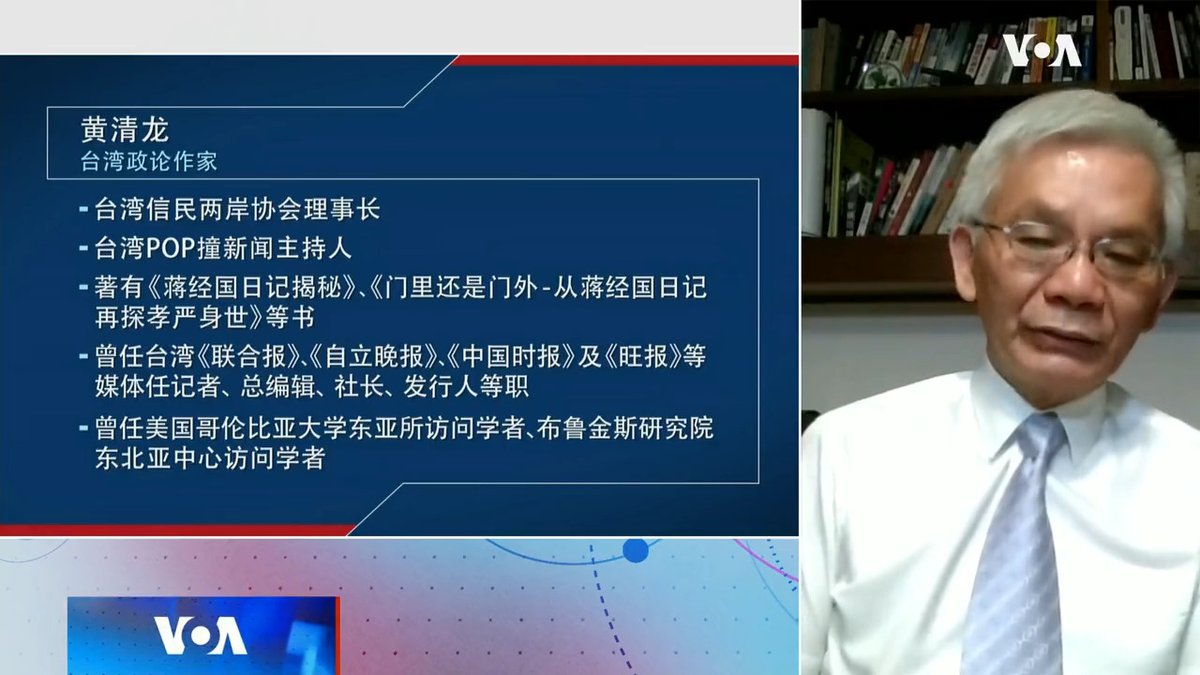 黄清龙
台湾政论作家
-台湾信民两岸协会理事长
-台湾POP撞新闻主持人
-著有《蒋经国日记揭秘》、《门里还是门外-从蒋经国日记
再探孝严身世》等书
-曾任台湾《联合报》、《自立晚报》、《中国时报》及《旺报》等
媒体任记者、总编辑、社长、发行人等职
-曾任美国哥伦比亚大学东亚所访问学者、布鲁金斯研究院
东北亚中心访问学者
VOA
VOA